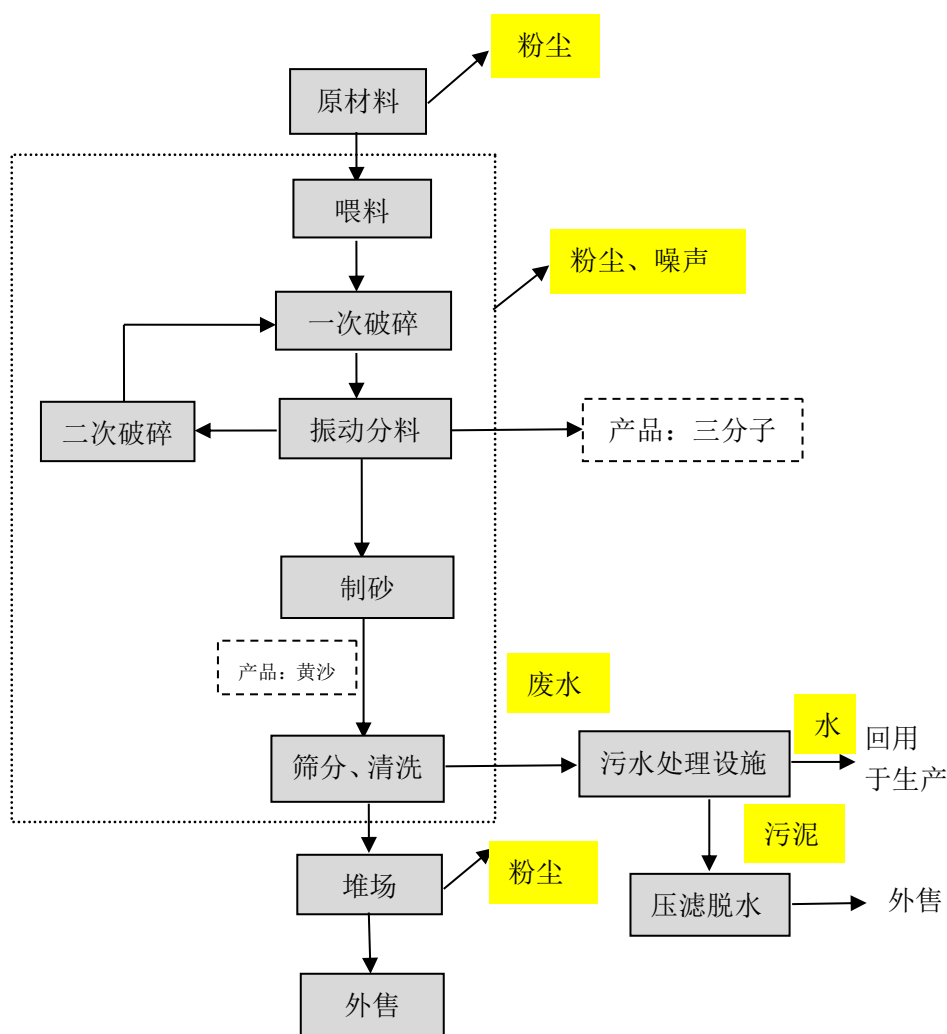 粉尘
原材料
喂料
粉尘、噪声
一次破碎
二次破碎
振动分料
产品：三分子
制砂
产品：黄沙
废水
水
回用
于生产
筛分、清洗
污水处理设施
污泥
粉尘
堆场
压滤脱水
外售
外售